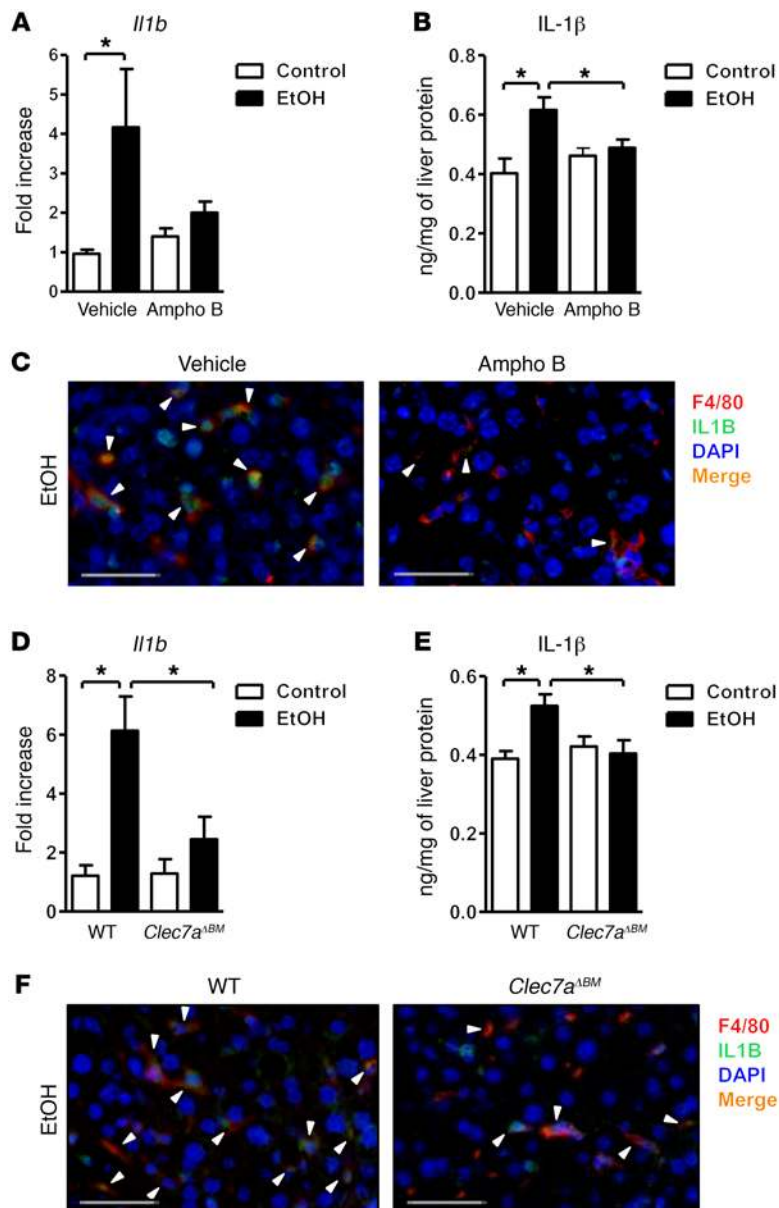 A
Il1b
Fold increase
6
5
4
3
2
1
0
*
Vehicle Ampho B
Control
EtOH
B
IL-1β
ng/mg of liver protein
0.8
0.6
0.4
0.2
0.0
* *
Vehicle Ampho B
Control
EtOH
C
Vehicle
Ampho B
EtOH
F4/80
IL1B
DAPI
Merge
D
Il1b
Fold increase
8
6
4
2
0
* *
WT Clec7aΔBM
Control
EtOH
E
IL-1β
ng/mg of liver protein
0.6
0.4
0.2
0.0
* *
WT Clec7aΔBM
Control
EtOH
F
WT
Clec7aΔBM
EtOH
F4/80
IL1B
DAPI
Merge